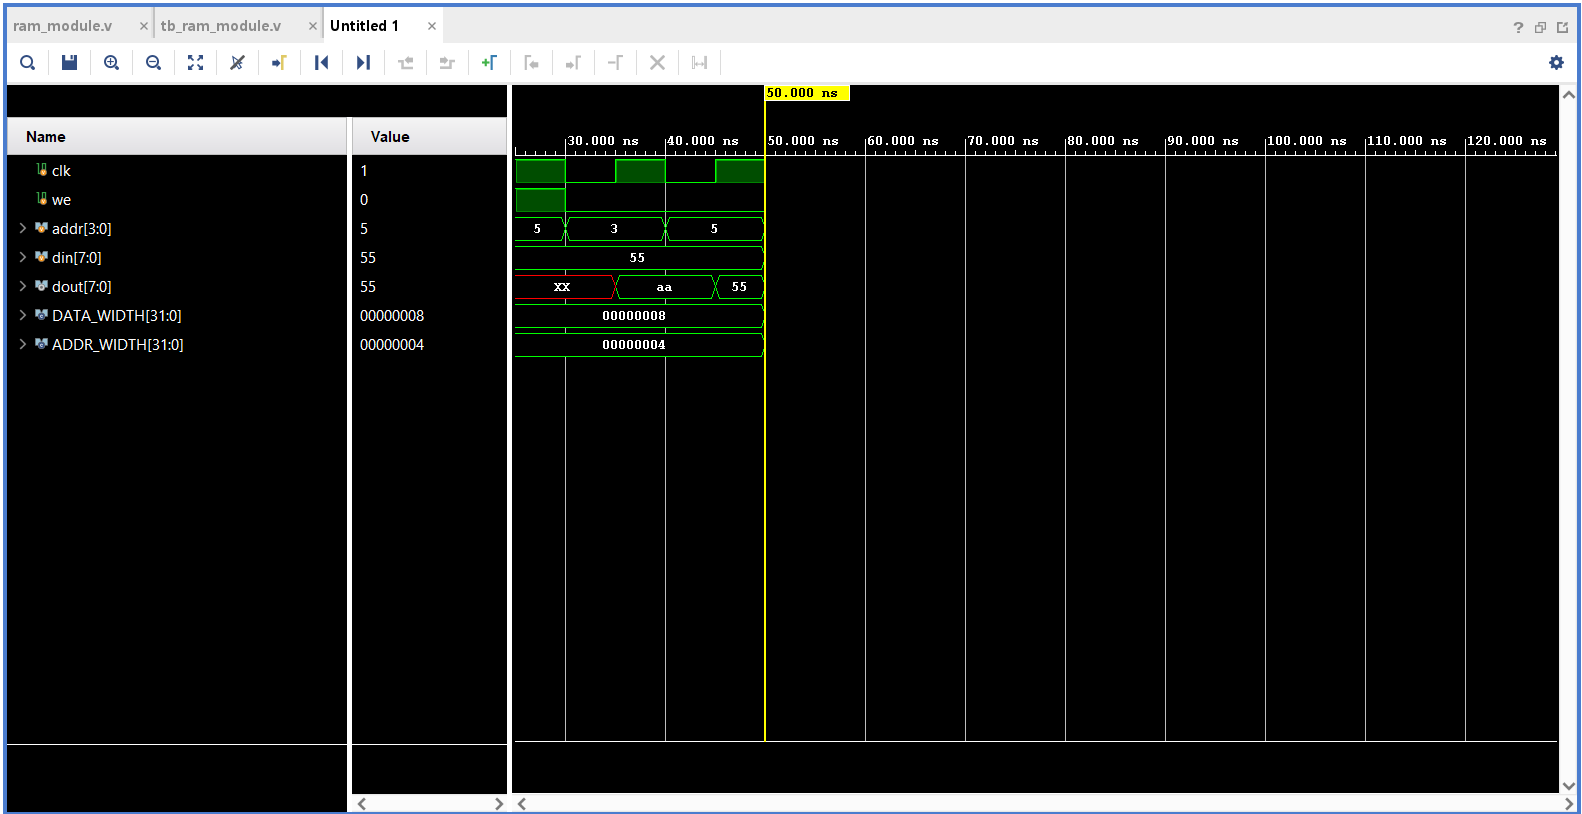 ram_module.v × tb_ram_module.v × Untitled 1 ×
?
50.000 ns
Name Value
30.000 ns 40.000 ns 50.000 ns 60.000 ns 70.000 ns 80.000 ns 90.000 ns 100.000 ns 110.000 ns 120.000 ns
clk 1
we 0
addr[3:0] 5 5 3 5
din[7:0] 55 55
dout[7:0] 55 XX aa 55
DATA_WIDTH[31:0] 00000008 00000008
ADDR_WIDTH[31:0] 00000004 00000004